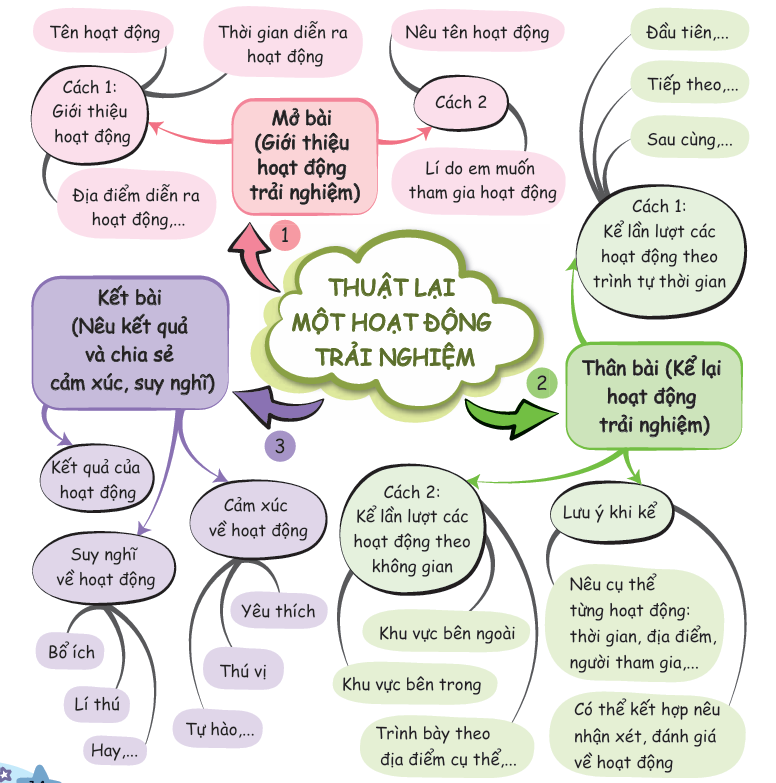 THUẬT LẠI
MỘT HOẠT ĐỘNG
TRẢI NGHIỆM
1
Mở bài
(Giới thiệu
hoạt động
trải nghiệm)
Cách 1:
Giới thiệu
hoạt động
Tên hoạt động
Thời gian diễn ra
hoạt động
Địa điểm diễn ra
hoạt động,...
Cách 2
Nêu tên hoạt động
Lí do em muốn
tham gia hoạt động
2
Thân bài (Kể lại
hoạt động
trải nghiệm)
Cách 1:
Kể lần lượt các
hoạt động theo
trình tự thời gian
Đầu tiên,...
Tiếp theo,...
Sau cùng,...
Cách 2:
Kể lần lượt các
hoạt động theo
không gian
Khu vực bên ngoài
Khu vực bên trong
Trình bày theo
địa điểm cụ thể,...
Lưu ý khi kể
Nêu cụ thể
từng hoạt động:
thời gian, địa điểm,
người tham gia,...
Có thể kết hợp nêu
nhận xét, đánh giá
về hoạt động
3
Kết bài
(Nêu kết quả
và chia sẻ
cảm xúc, suy nghĩ)
Kết quả của
hoạt động
Suy nghĩ
về hoạt động
Bổ ích
Lí thú
Hay,...
Cảm xúc
về hoạt động
Yêu thích
Thú vị
Tự hào,...